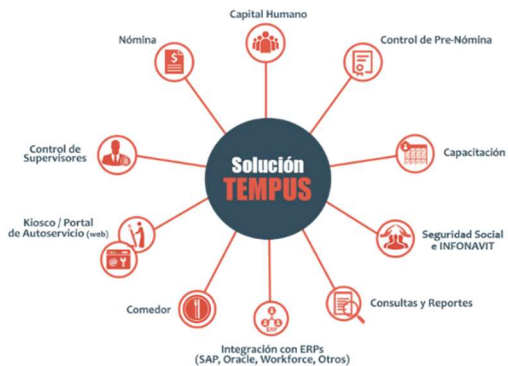 Capital Humano
Nómina
Control de Pre-Nómina
Control de
Supervisores
Solución
TEMPUS
Capacitación
Kiosco / Portal
de Autoservicio (web)
Seguridad Social
e INFONAVIT
Comedor
Consultas y Reportes
ERP
Integración con ERPs
(SAP, Oracle, Workforce, Otros)